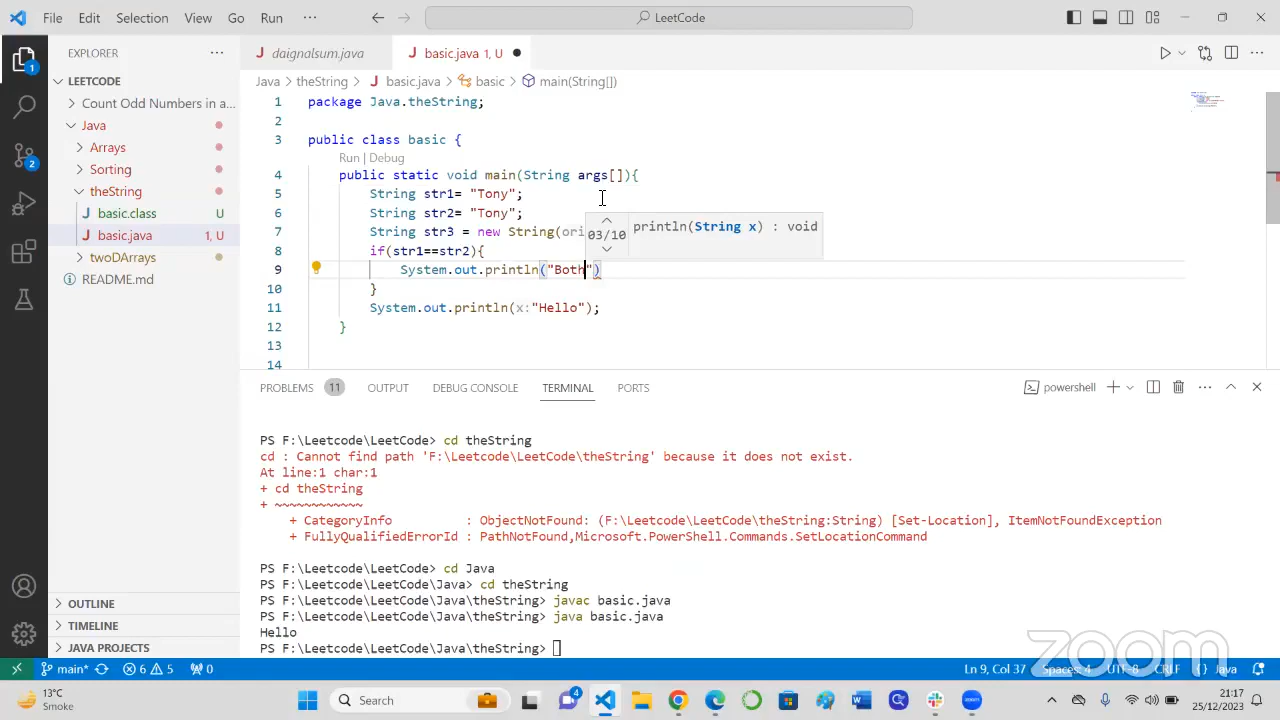 File Edit Selection View Go Run ··· LeetCode
EXPLORER ···
LEETCODE
Count Odd Numbers in a...
Java
Arrays
Sorting
theString
basic.class U
basic.java 1, U
twoDArrays
README.md
OUTLINE
TIMELINE
JAVA PROJECTS
daignalsum.java basic.java 1, U
Java > theString > basic.java > basic > main(String[])
1 package Java.theString;
2
3 public class basic {
Run | Debug
4 public static void main(String args[]){
5 String str1= "Tony";
6 String str2= "Tony";
7 String str3 = new String(ori
03/10 println(String x) : void
8 if(str1==str2){
9 System.out.println("Both")
10 }
11 System.out.println(x:"Hello");
12 }
13
14
PROBLEMS 11 OUTPUT DEBUG CONSOLE TERMINAL PORTS powershell
PS F:\Leetcode\LeetCode> cd theString
cd : Cannot find path 'F:\Leetcode\LeetCode\theString' because it does not exist.
At line:1 char:1
+ cd theString
+ ~~~~~~~~~~~~
+ CategoryInfo : ObjectNotFound: (F:\Leetcode\LeetCode\theString:String) [Set-Location], ItemNotFoundException
+ FullyQualifiedErrorId : PathNotFound,Microsoft.PowerShell.Commands.SetLocationCommand
PS F:\Leetcode\LeetCode> cd Java
PS F:\Leetcode\LeetCode\Java> cd theString
PS F:\Leetcode\LeetCode\Java\theString> javac basic.java
PS F:\Leetcode\LeetCode\Java\theString> java basic.java
Hello
PS F:\Leetcode\LeetCode\Java\theString>
zoom
main* 6 5 0 Ln 9, Col 37 Spaces: 4 UTF-8 CRLF Java
13°C
Smoke
Search
21:17
25/12/2023